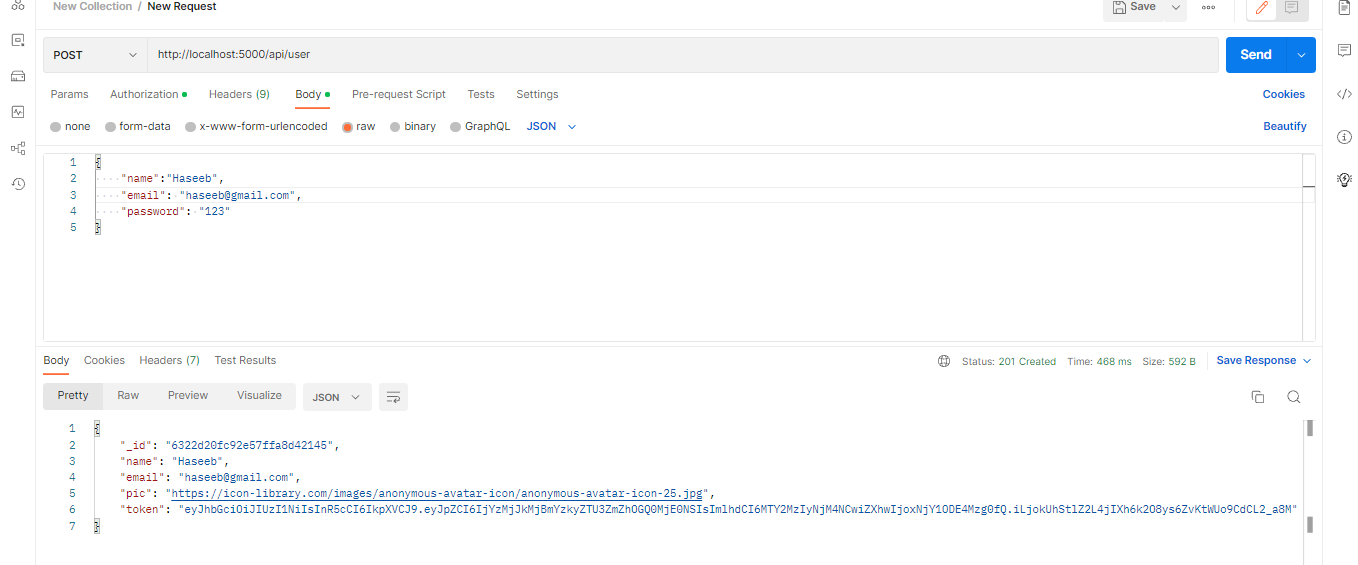 New Collection / New Request
Save
POST
http://localhost:5000/api/user
Send
Params Authorization Headers (9) Body Pre-request Script Tests Settings Cookies
none form-data x-www-form-urlencoded raw binary GraphQL JSON Beautify
1 {
2 "name":"Haseeb",
3 "email": "haseeb@gmail.com",
4 "password": "123"
5 }
Body Cookies Headers (7) Test Results Status: 201 Created Time: 468 ms Size: 592 B Save Response
Pretty Raw Preview Visualize JSON
1 {
2 "_id": "6322d20fc92e57ffa8d42145",
3 "name": "Haseeb",
4 "email": "haseeb@gmail.com",
5 "pic": "https://icon-library.com/images/anonymous-avatar-icon/anonymous-avatar-icon-25.jpg",
6 "token": "eyJhbGciOiJIUzI1NiIsInR5cCI6IkpXVCJ9.eyJpZCI6IjYzMjJkMjBmYzkyZTU3ZmZhOGQ0MjE0NSIsImlhdCI6MTY2MzIyNjM4NCwiZXhwIjoxNjY1ODE4Mzg0fQ.iLjokUhStlZ2L4jIXh6k2O8ys6ZvKtWUo9CdCL2_a8M"
7 }